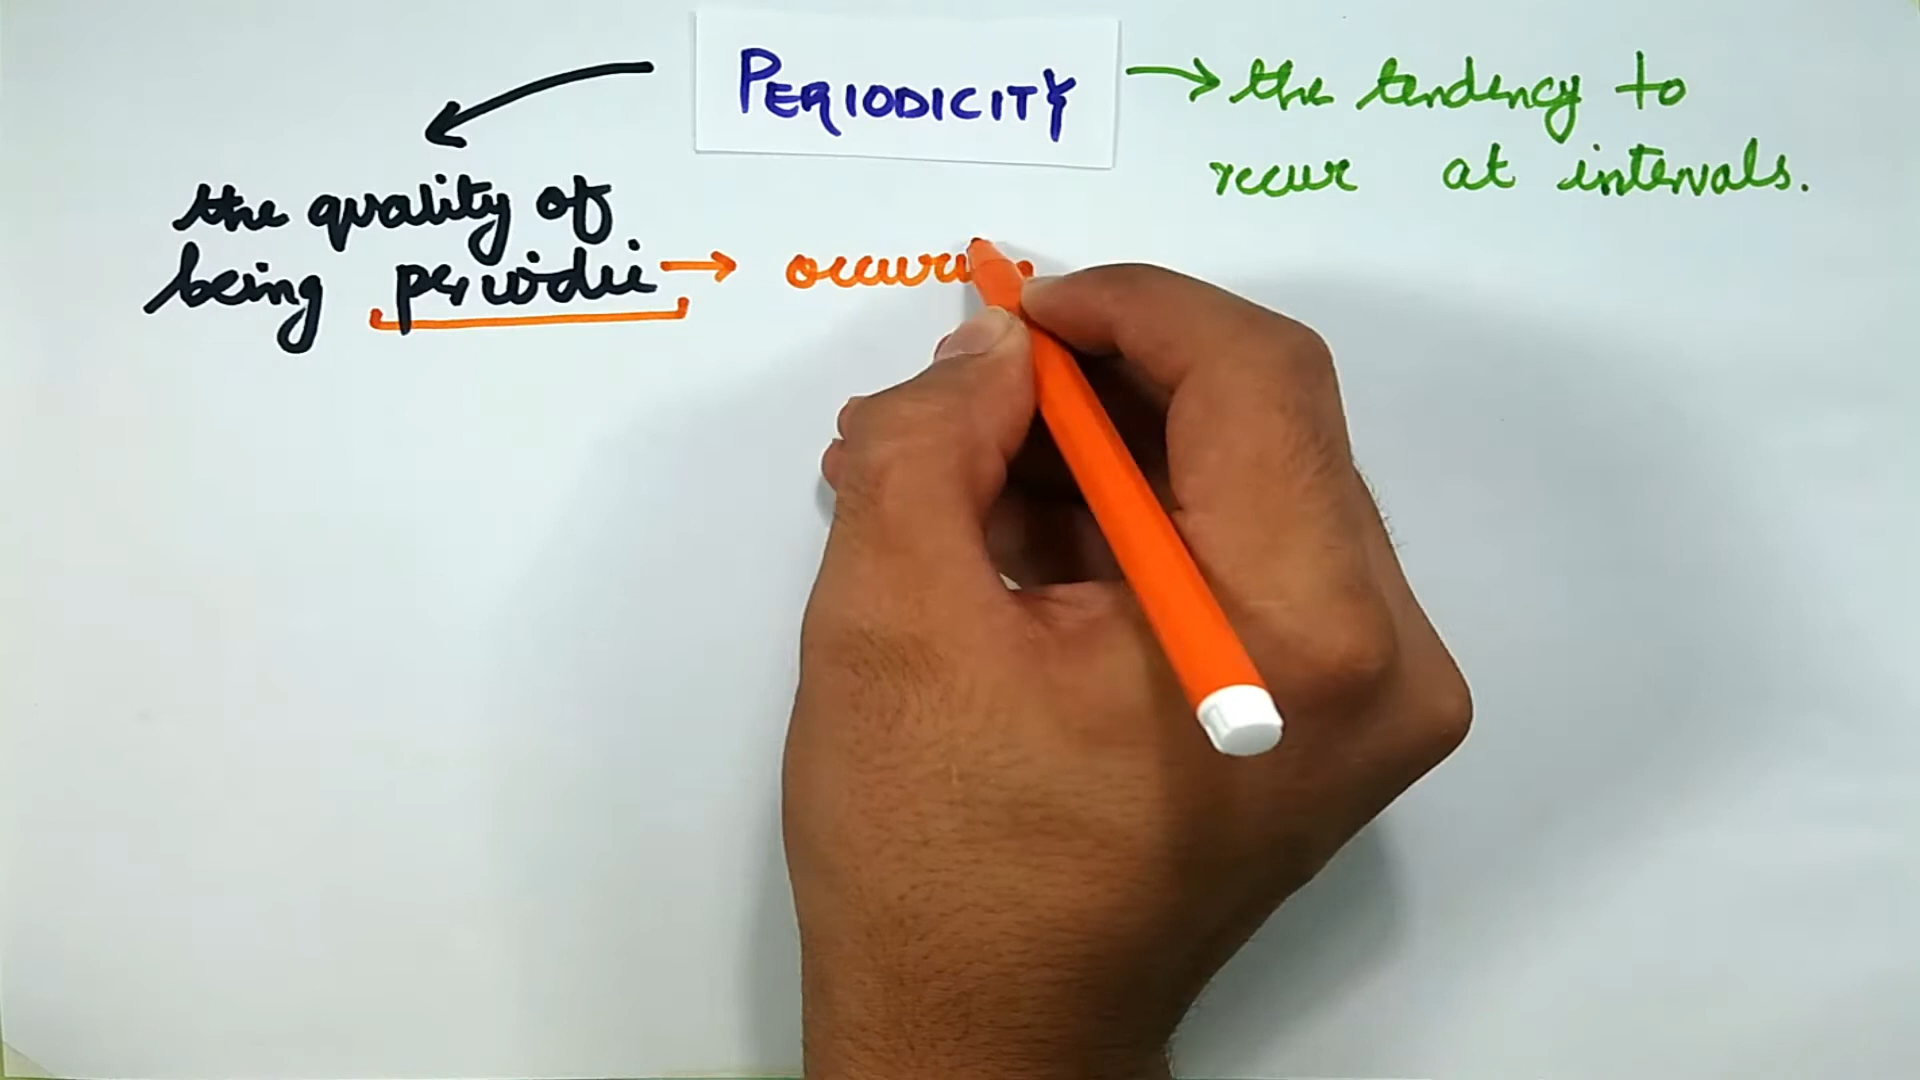 PERIODICITY
the tendency to
recur at intervals.
the quality of
being periodic